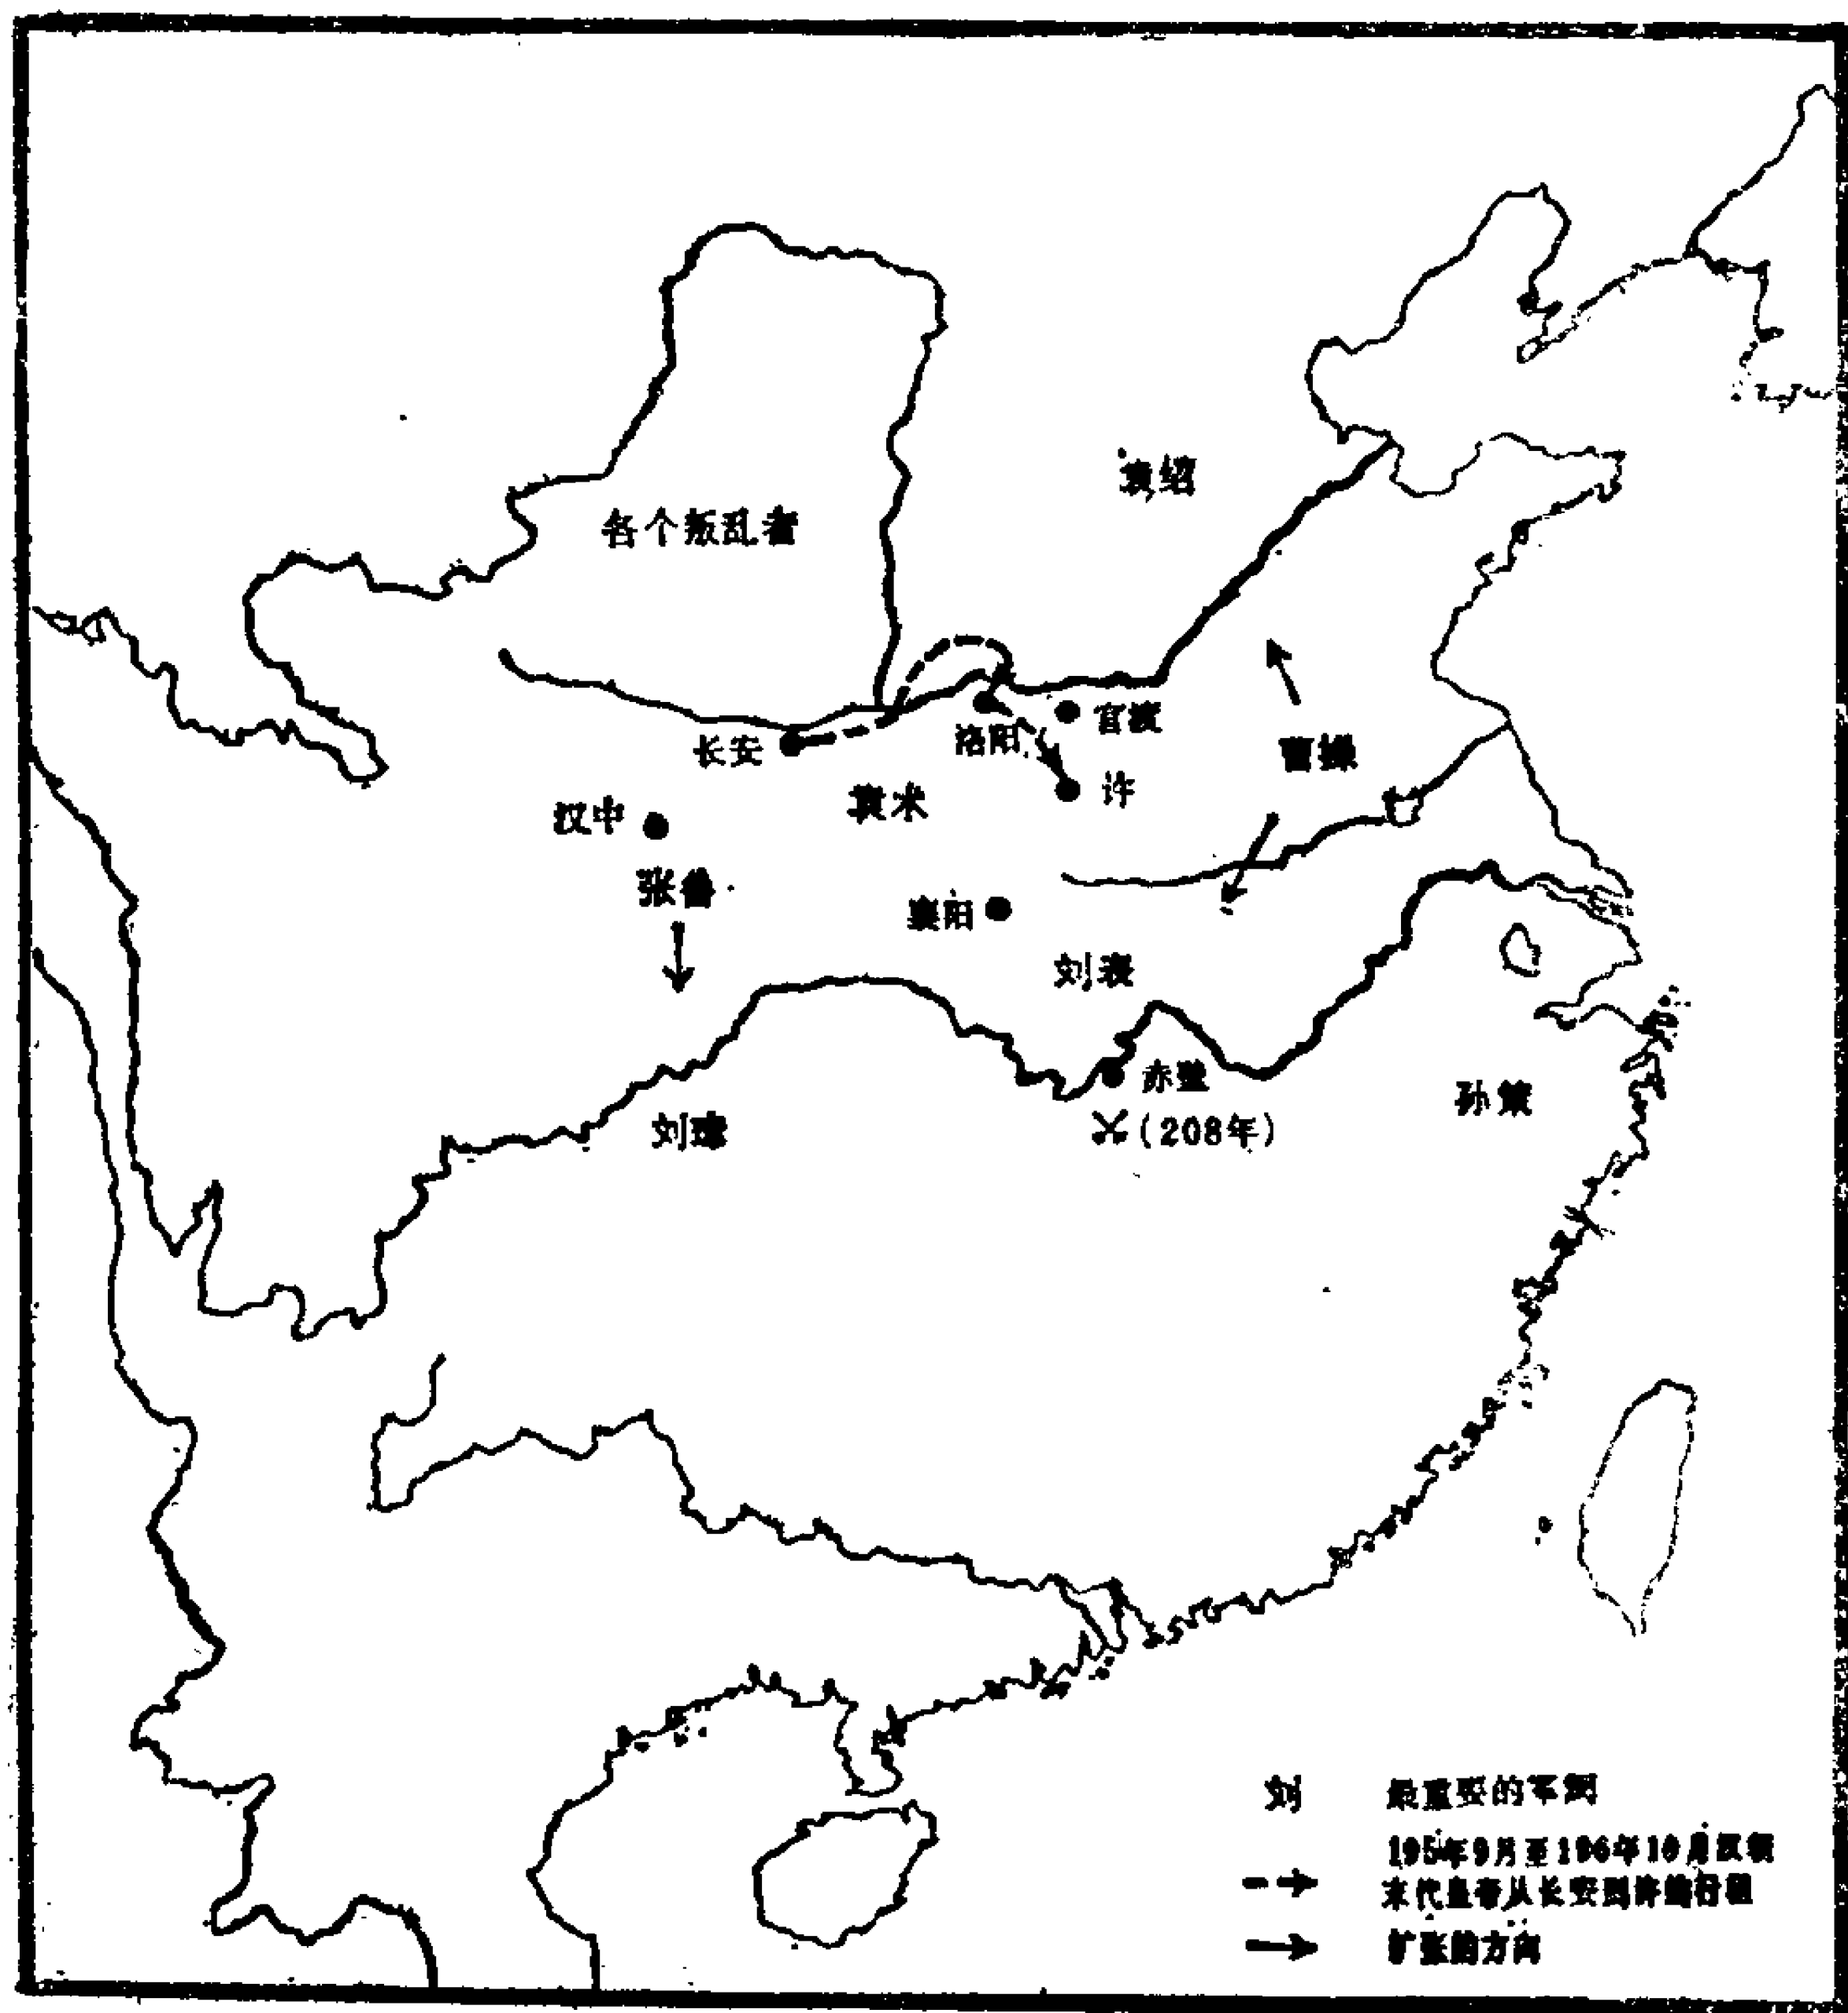 袁绍
各个叛乱者
长安
洛阳
官渡
曹操
许
袁术
汉中
张鲁
襄阳
刘表
赤壁
(208年)
孙策
刘璋
刘 最重要的军阀
195年9月至196年10月汉朝
末代皇帝从长安到许的行程
扩张的方向